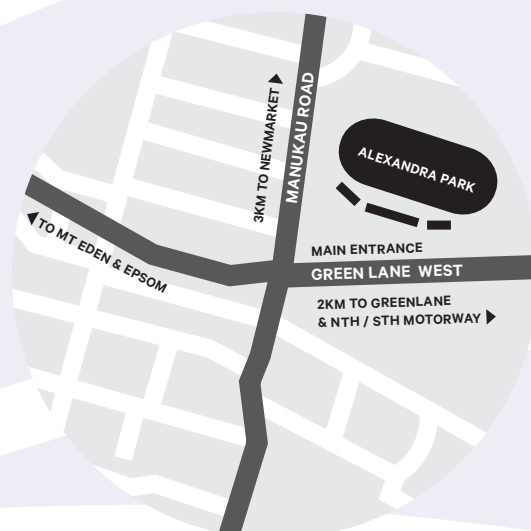 3KM TO NEWMARKET
MANUKAU ROAD
ALEXANDRA PARK
TO MT EDEN & EPSOM
MAIN ENTRANCE
GREEN LANE WEST
2KM TO GREENLANE
& NTH / STH MOTORWAY